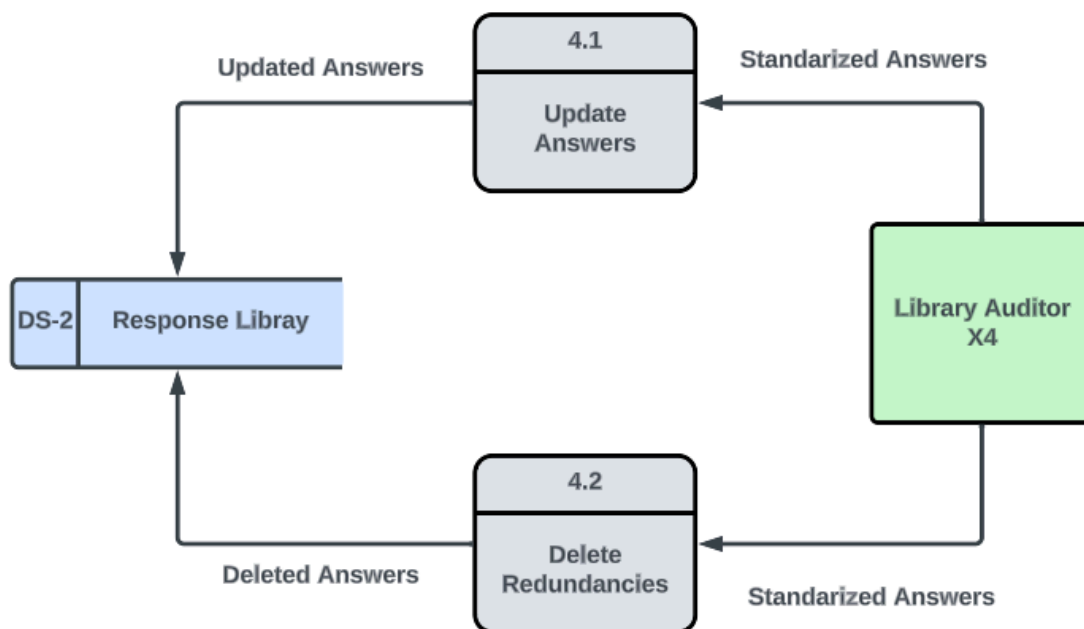 4.1
Updated Answers
Standarized Answers
Update
Answers
DS-2
Response Libray
Library Auditor
X4
4.2
Delete
Redundancies
Deleted Answers
Standarized Answers